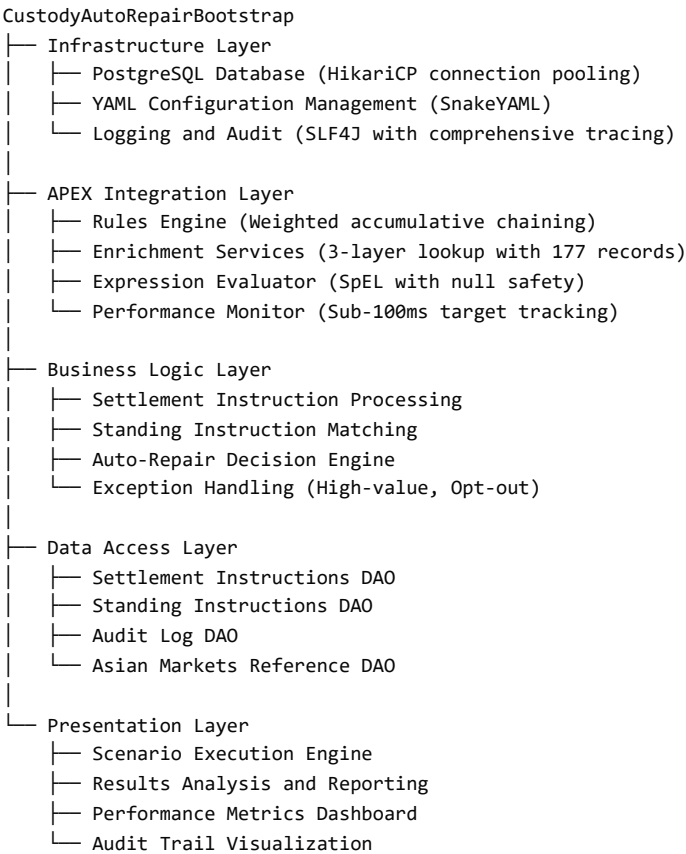 CustodyAutoRepairBootstrap
├── Infrastructure Layer
│   ├── PostgreSQL Database (HikariCP connection pooling)
│   ├── YAML Configuration Management (SnakeYAML)
│   └── Logging and Audit (SLF4J with comprehensive tracing)
│
├── APEX Integration Layer
│   ├── Rules Engine (Weighted accumulative chaining)
│   ├── Enrichment Services (3-layer lookup with 177 records)
│   ├── Expression Evaluator (SpEL with null safety)
│   └── Performance Monitor (Sub-100ms target tracking)
│
├── Business Logic Layer
│   ├── Settlement Instruction Processing
│   ├── Standing Instruction Matching
│   ├── Auto-Repair Decision Engine
│   └── Exception Handling (High-value, Opt-out)
│
├── Data Access Layer
│   ├── Settlement Instructions DAO
│   ├── Standing Instructions DAO
│   ├── Audit Log DAO
│   └── Asian Markets Reference DAO
│
└── Presentation Layer
    ├── Scenario Execution Engine
    ├── Results Analysis and Reporting
    ├── Performance Metrics Dashboard
    └── Audit Trail Visualization